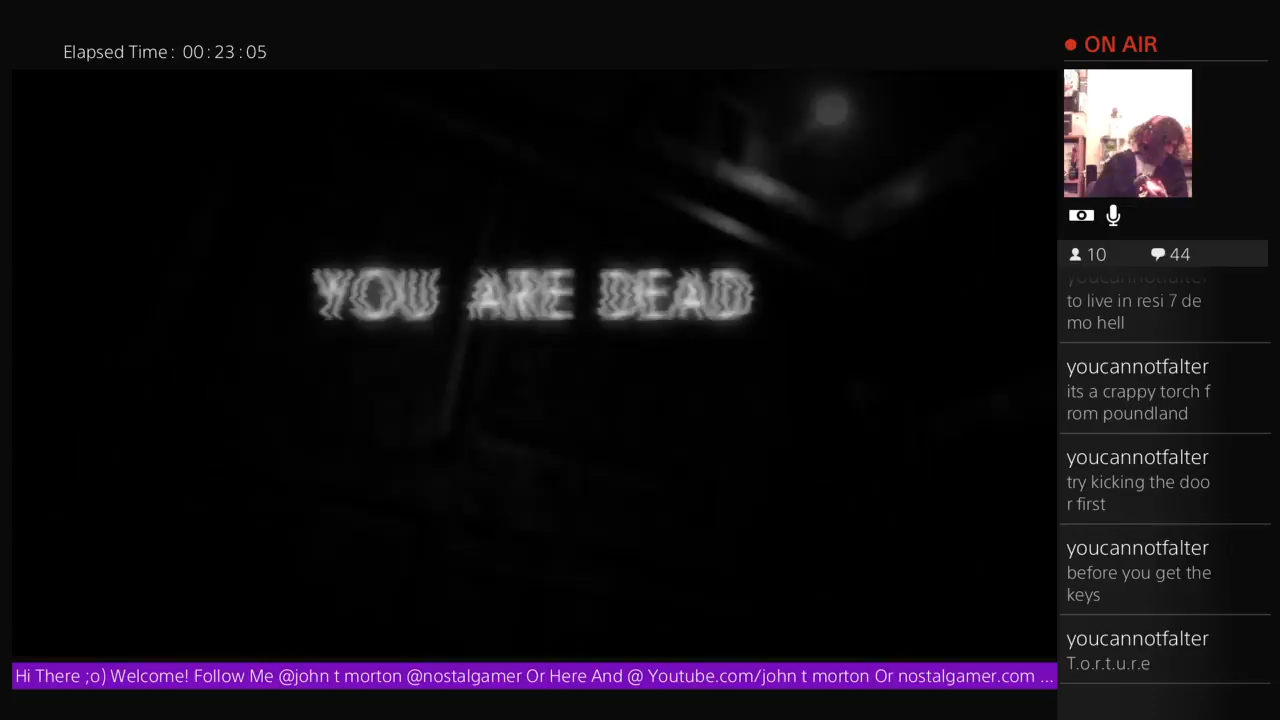 Elapsed Time: 00:23:05
ON AIR
YOU ARE DEAD
10 44
youcannotfalter
to live in resi 7 de
mo hell
youcannotfalter
its a crappy torch f
rom poundland
youcannotfalter
try kicking the doo
r first
youcannotfalter
before you get the
keys
youcannotfalter
T.o.r.t.u.r.e
Hi There ;o) Welcome! Follow Me @john t morton @nostalgamer Or Here And @ Youtube.com/john t morton Or nostalgamer.com ...